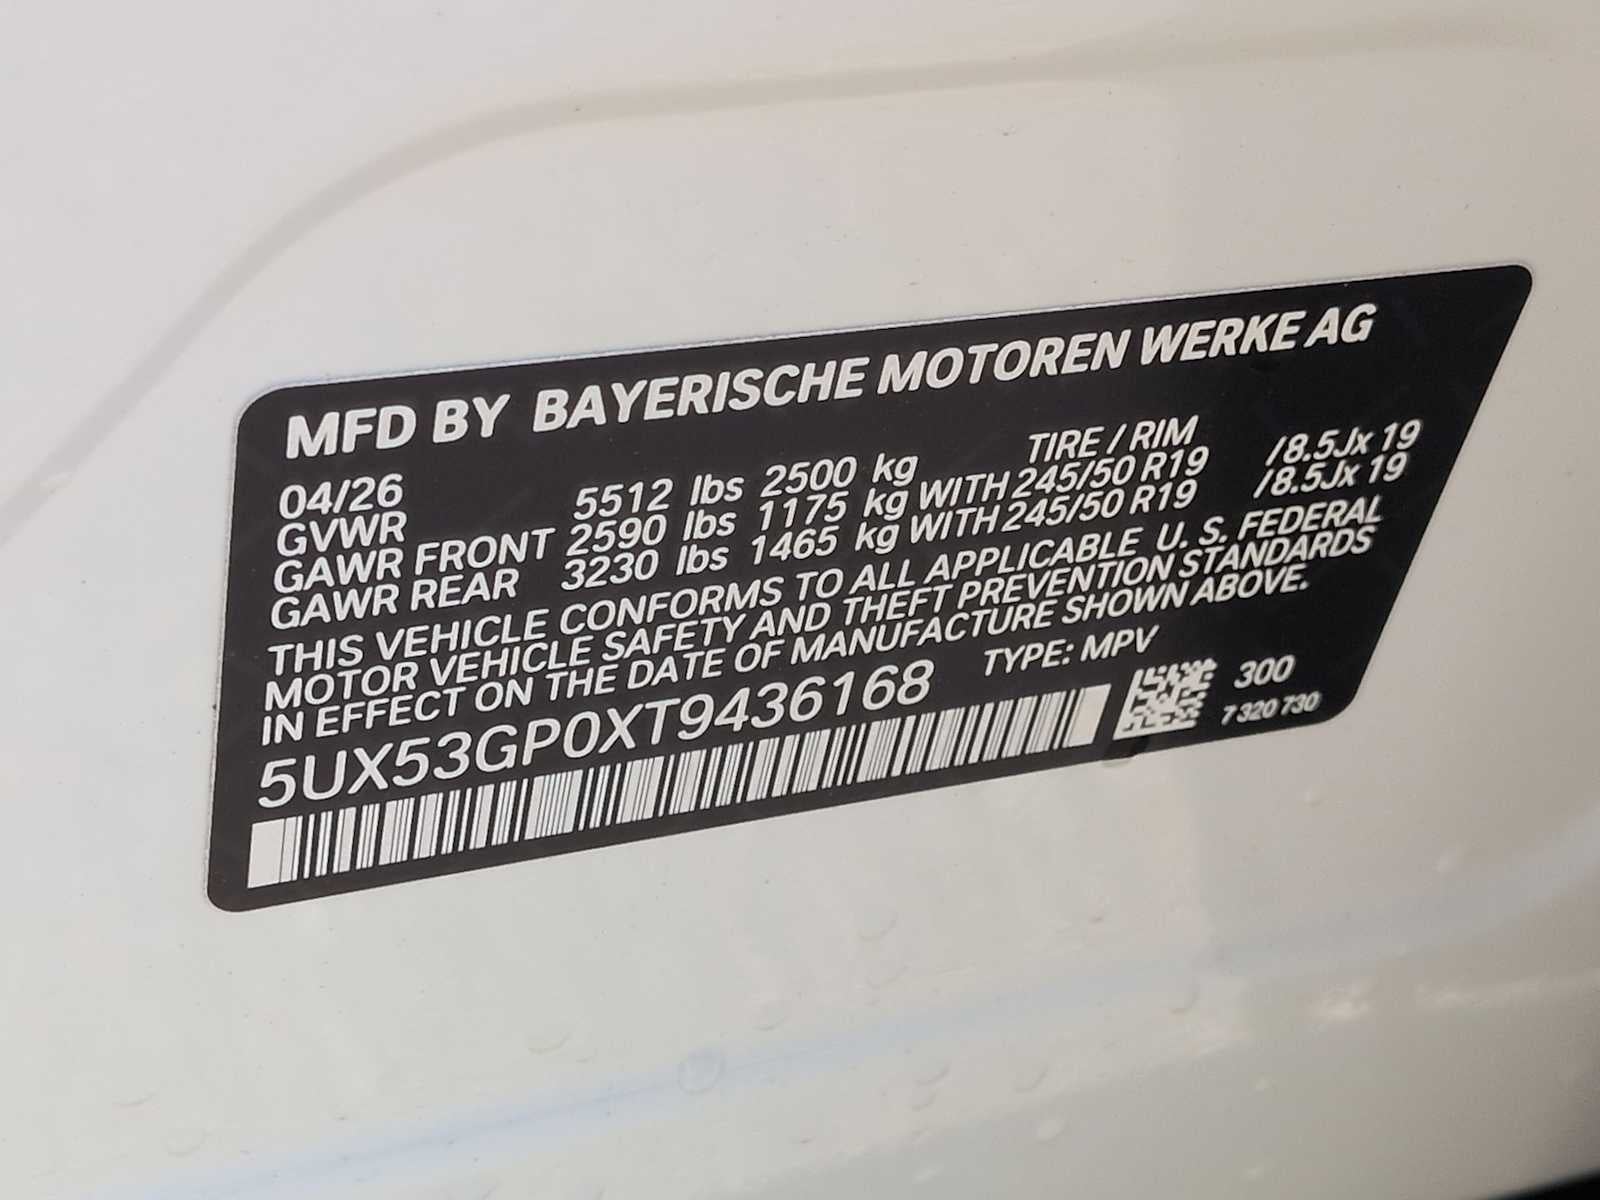 MFD BY BAYERISCHE MOTOREN WERKE AG
04/26 TIRE / RIM
GVWR 5512 lbs 2500 kg
GAWR FRONT 2590 lbs 1175 kg WITH 245/50 R19 /8.5Jx 19
GAWR REAR 3230 lbs 1465 kg WITH 245/50 R19 /8.5Jx 19
THIS VEHICLE CONFORMS TO ALL APPLICABLE U. S. FEDERAL
MOTOR VEHICLE SAFETY AND THEFT PREVENTION STANDARDS
IN EFFECT ON THE DATE OF MANUFACTURE SHOWN ABOVE.
5UX53GP0XT9436168 TYPE: MPV
300
7 320 730